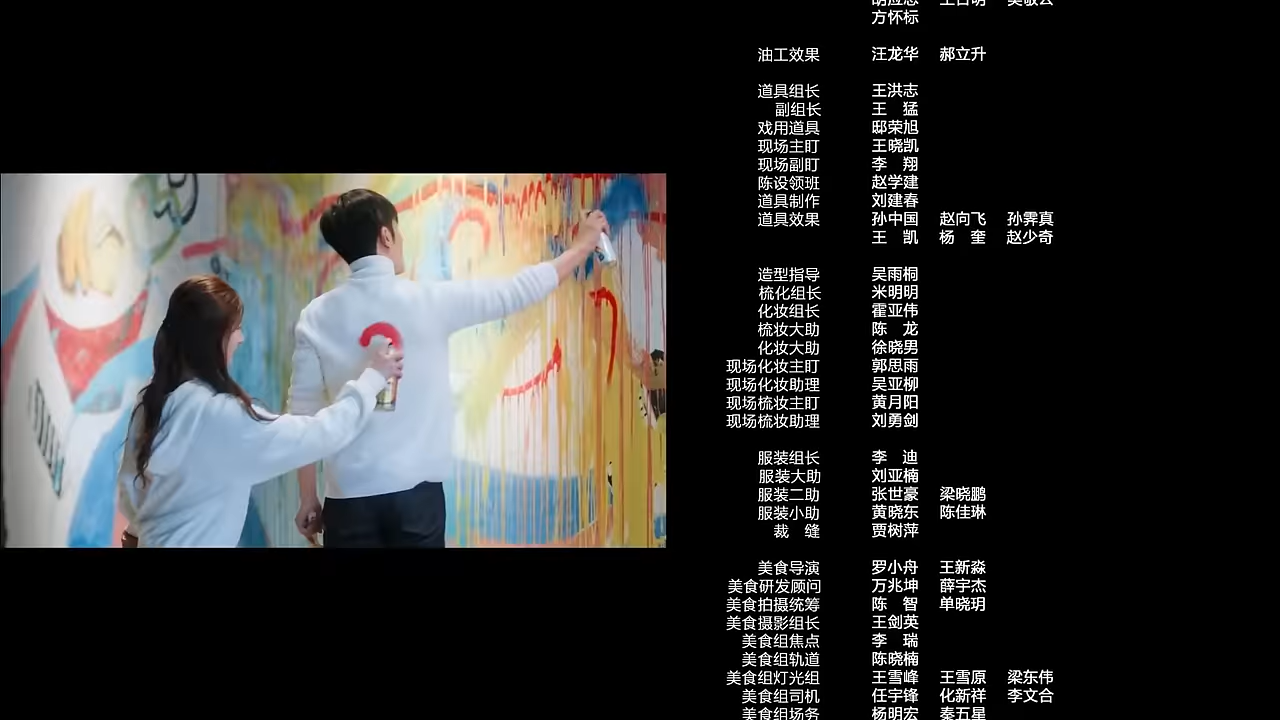 方怀标
油工效果 汪龙华 郝立升
道具组长 王洪志
副组长 王 猛
戏用道具 邸荣旭
现场主盯 王晓凯
现场副盯 李 翔
陈设领班 赵学建
道具制作 刘建春
道具效果 孙中国 赵向飞 孙霁真
王 凯 杨 奎 赵少奇
造型指导 吴雨桐
梳化组长 米明明
化妆组长 霍亚伟
梳妆大助 陈 龙
化妆大助 徐晓男
现场化妆主盯 郭思雨
现场化妆助理 吴亚柳
现场梳妆主盯 黄月阳
现场梳妆助理 刘勇剑
服装组长 李 迪
服装大助 刘亚楠
服装二助 张世豪 梁晓鹏
服装小助 黄晓东 陈佳琳
裁 缝 贾树萍
美食导演 罗小舟 王新淼
美食研发顾问 万兆坤 薛宇杰
美食拍摄统筹 陈 智 单晓玥
美食摄影组长 王剑英
美食组焦点 李 瑞
美食组轨道 陈晓楠
美食组灯光组 王雪峰 王雪原 梁东伟
美食组司机 任宇锋 化新祥 李文合
美食组场务 杨明宏 秦五星